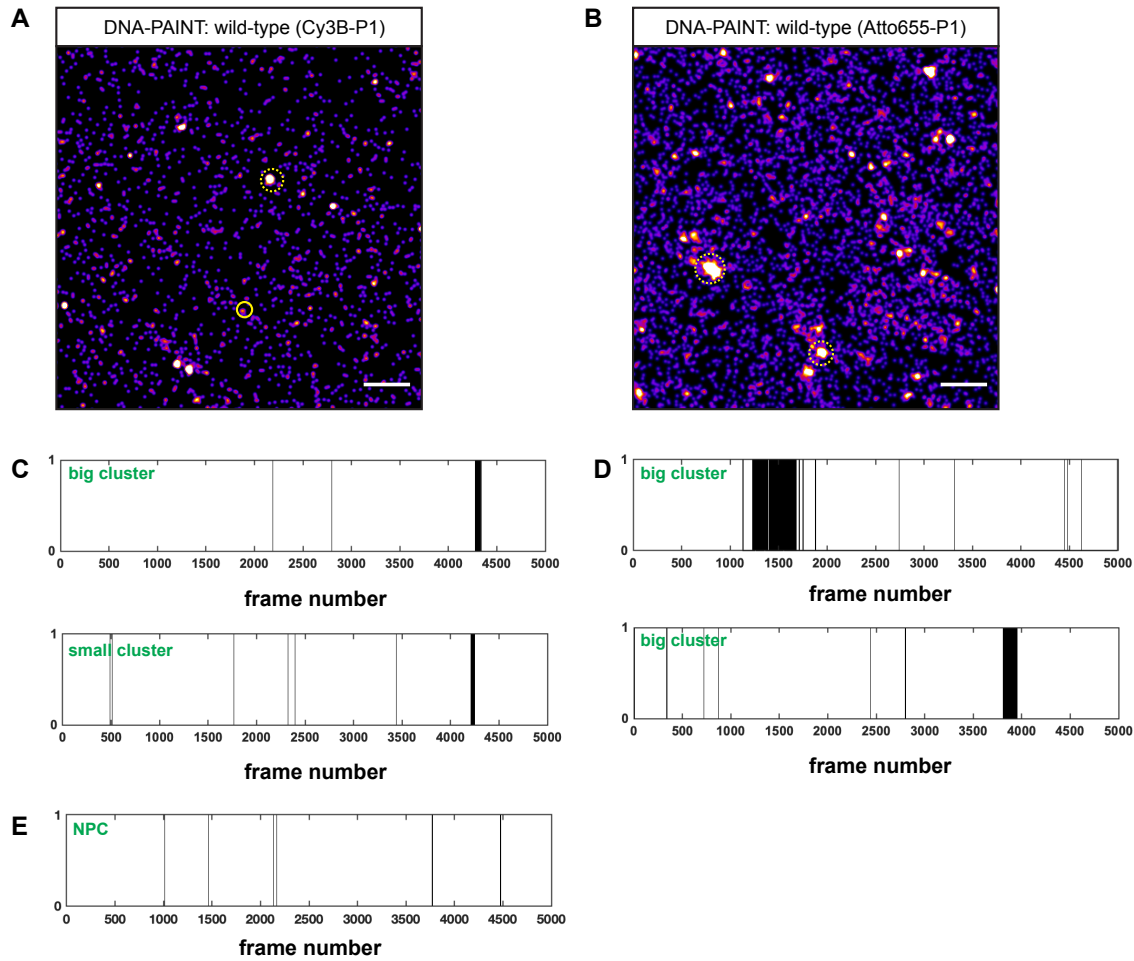 A
DNA-PAINT: wild-type (Cy3B-P1)
B
DNA-PAINT: wild-type (Atto655-P1)
C
1
big cluster
0
0 500 1000 1500 2000 2500 3000 3500 4000 4500 5000
frame number
1
small cluster
0
0 500 1000 1500 2000 2500 3000 3500 4000 4500 5000
frame number
D
1
big cluster
0
0 500 1000 1500 2000 2500 3000 3500 4000 4500 5000
frame number
1
big cluster
0
0 500 1000 1500 2000 2500 3000 3500 4000 4500 5000
frame number
E
1
NPC
0
0 500 1000 1500 2000 2500 3000 3500 4000 4500 5000
frame number